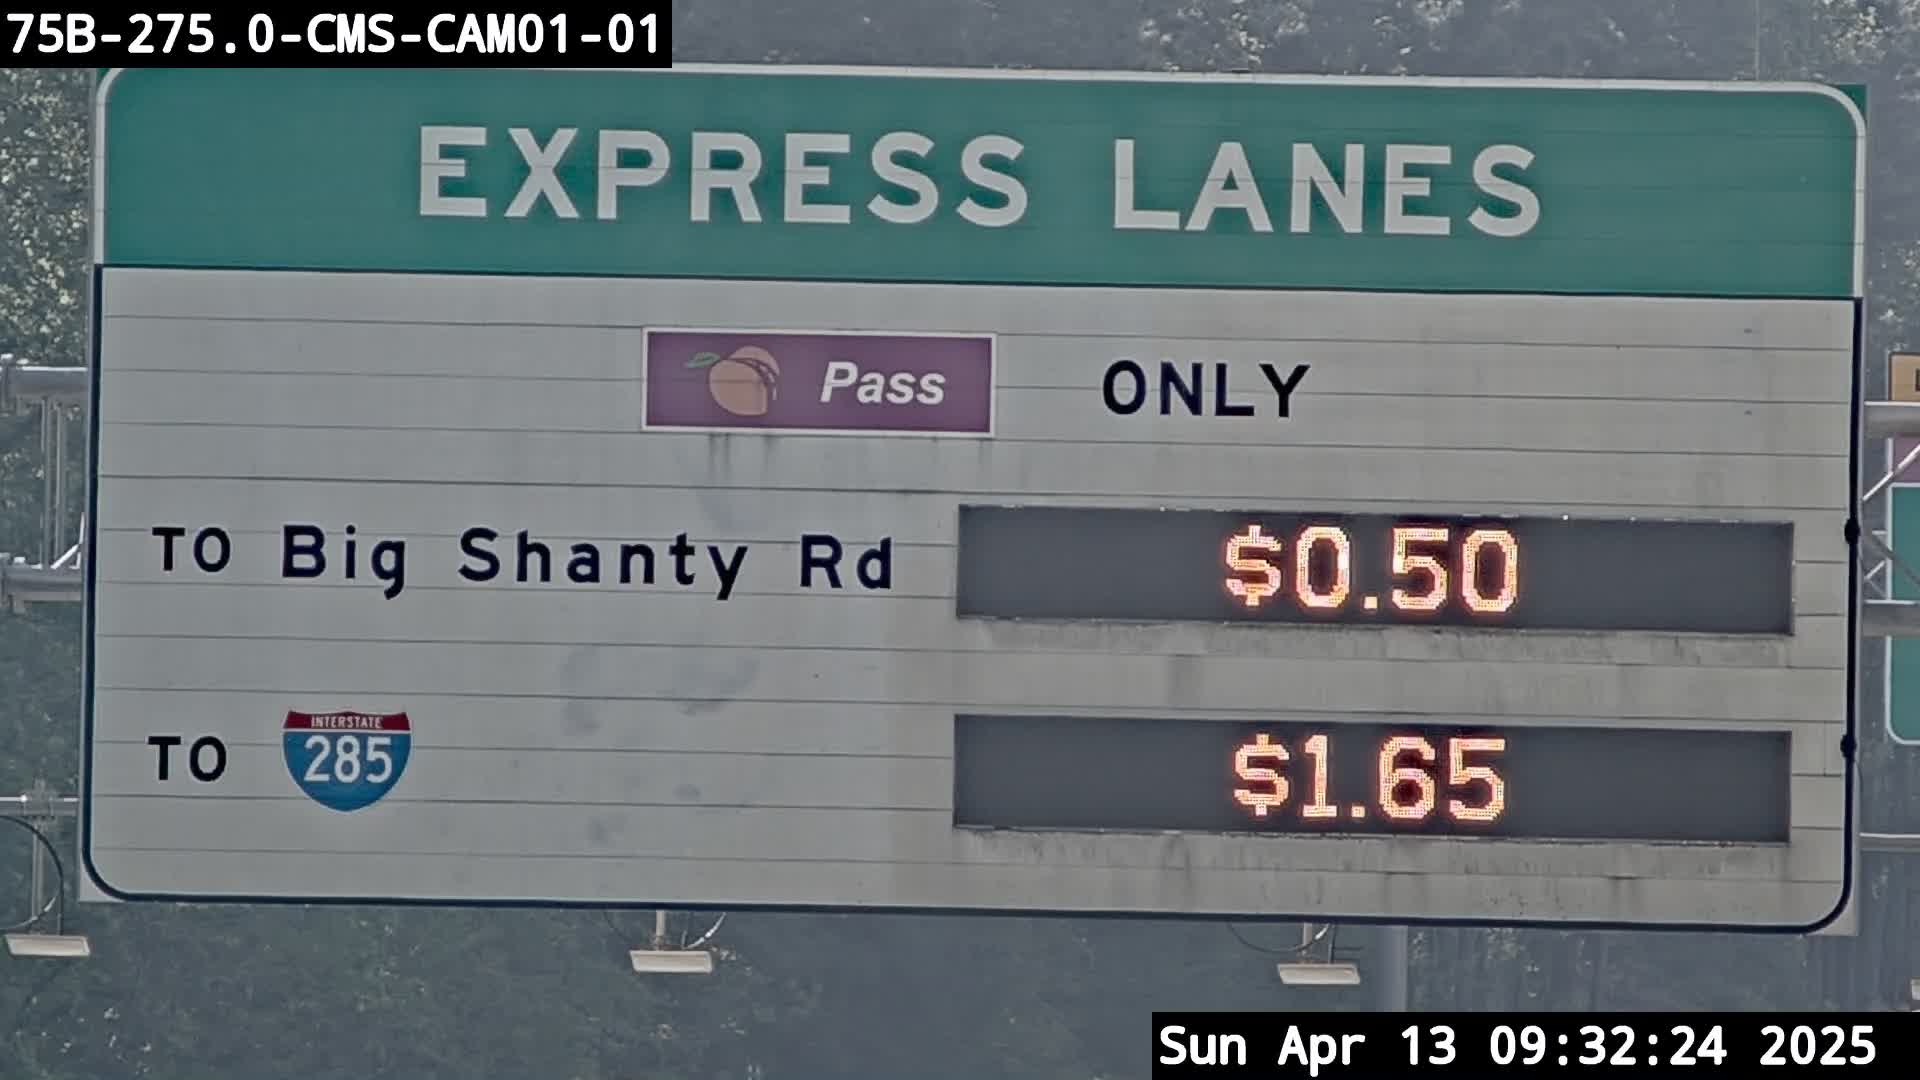 75B-275.0-CMS-CAM01-01
EXPRESS LANES
Pass ONLY
TO Big Shanty Rd $0.50
TO INTERSTATE 285 $1.65
Sun Apr 13 09:32:24 2025